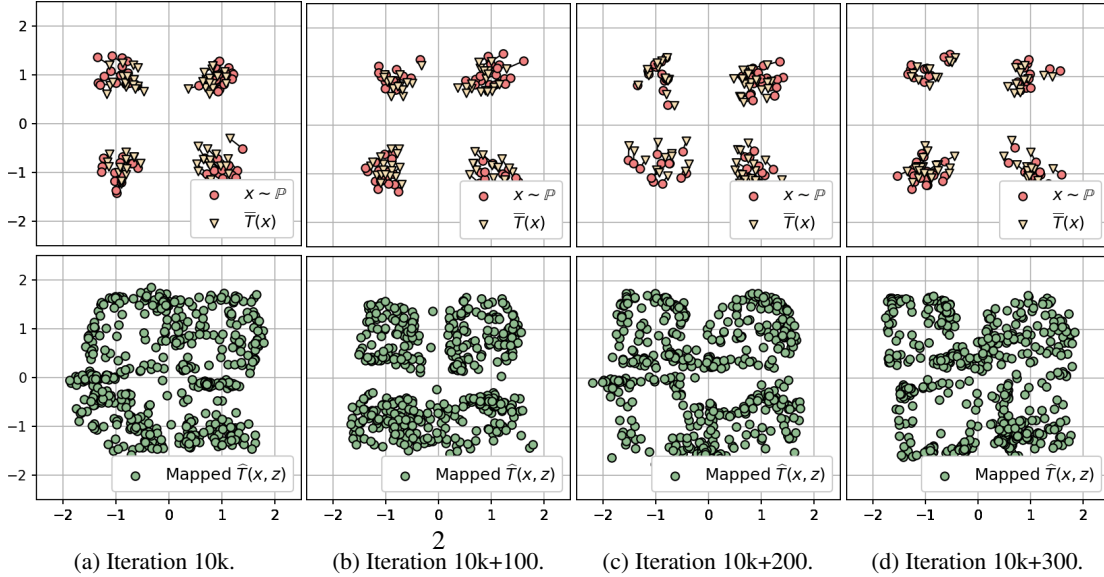 2
1
0
−1
−2
x ~ ℙ
T̅(x)
x ~ ℙ
T̅(x)
x ~ ℙ
T̅(x)
x ~ ℙ
T̅(x)
2
1
0
−1
−2
Mapped T̂(x, z)
Mapped T̂(x, z)
Mapped T̂(x, z)
Mapped T̂(x, z)
−2 −1 0 1 2 −2 −1 0 1 2 −2 −1 0 1 2 −2 −1 0 1 2
2
(a) Iteration 10k. (b) Iteration 10k+100. (c) Iteration 10k+200. (d) Iteration 10k+300.